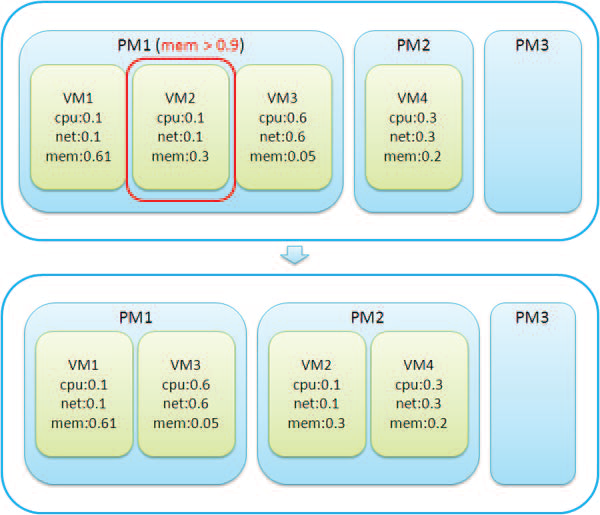 PM1 (mem > 0.9)
PM2
PM3
VM1
cpu:0.1
net:0.1
mem:0.61
VM2
cpu:0.1
net:0.1
mem:0.3
VM3
cpu:0.6
net:0.6
mem:0.05
VM4
cpu:0.3
net:0.3
mem:0.2
PM1
PM2
PM3
VM1
cpu:0.1
net:0.1
mem:0.61
VM3
cpu:0.6
net:0.6
mem:0.05
VM2
cpu:0.1
net:0.1
mem:0.3
VM4
cpu:0.3
net:0.3
mem:0.2